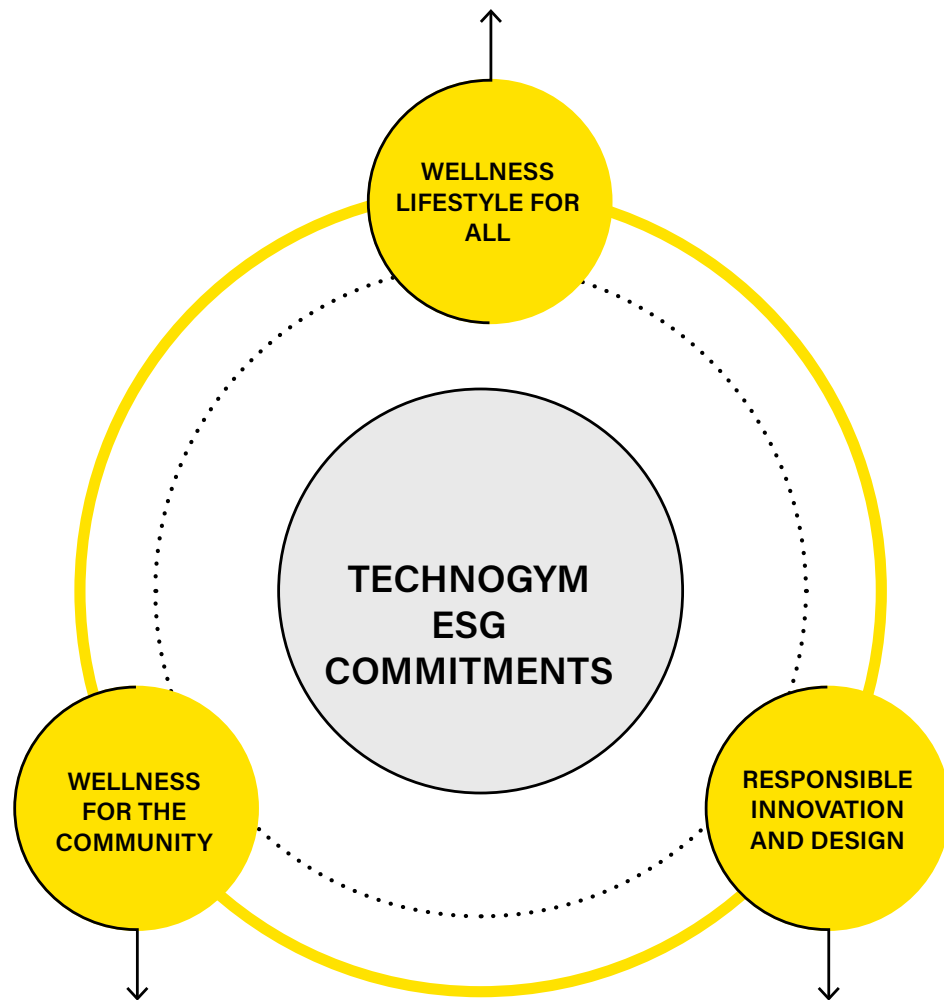 WELLNESS
LIFESTYLE FOR
ALL
TECHNOGYM
ESG
COMMITMENTS
WELLNESS
FOR THE
COMMUNITY
RESPONSIBLE
INNOVATION
AND DESIGN